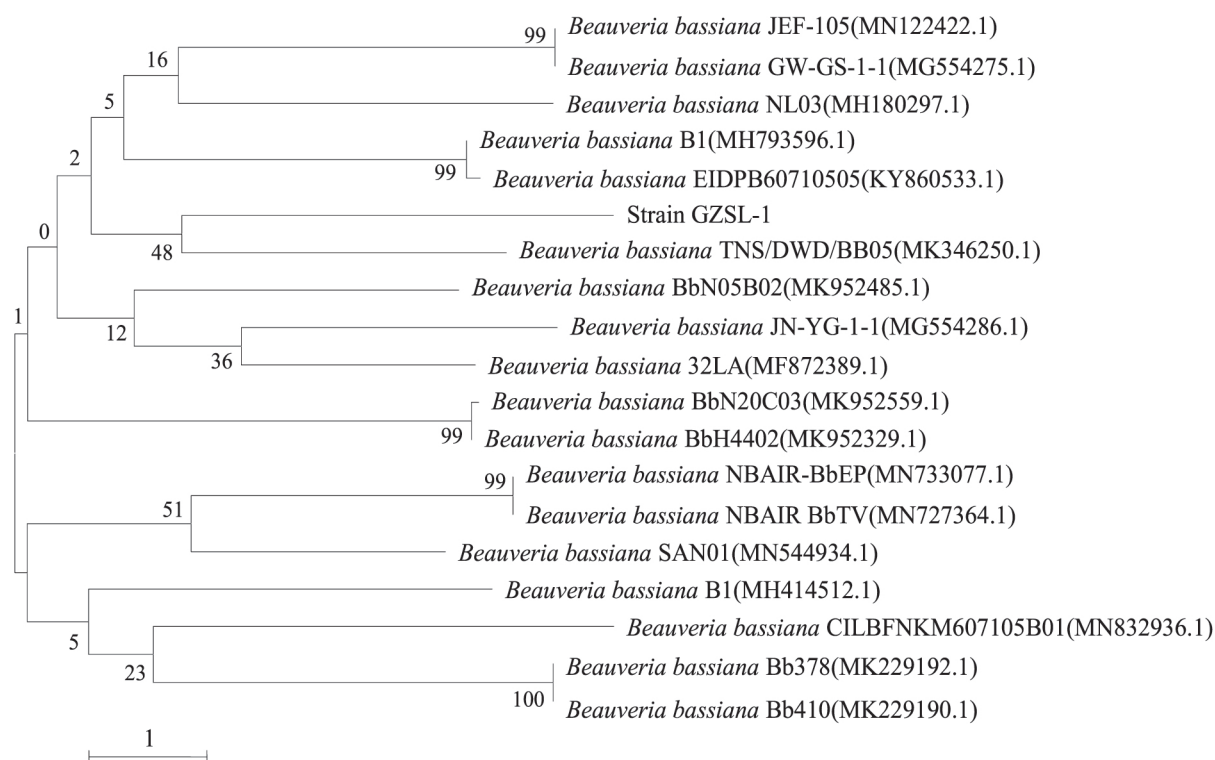 99
Beauveria bassiana JEF-105(MN122422.1)
16
Beauveria bassiana GW-GS-1-1(MG554275.1)
5
Beauveria bassiana NL03(MH180297.1)
Beauveria bassiana B1(MH793596.1)
2
99
Beauveria bassiana EIDPB60710505(KY860533.1)
Strain GZSL-1
0
48
Beauveria bassiana TNS/DWD/BB05(MK346250.1)
Beauveria bassiana BbN05B02(MK952485.1)
1
12
Beauveria bassiana JN-YG-1-1(MG554286.1)
36
Beauveria bassiana 32LA(MF872389.1)
Beauveria bassiana BbN20C03(MK952559.1)
99
Beauveria bassiana BbH4402(MK952329.1)
99
Beauveria bassiana NBAIR-BbEP(MN733077.1)
51
Beauveria bassiana NBAIR BbTV(MN727364.1)
Beauveria bassiana SAN01(MN544934.1)
Beauveria bassiana B1(MH414512.1)
5
Beauveria bassiana CILBFNKM607105B01(MN832936.1)
23
Beauveria bassiana Bb378(MK229192.1)
100
Beauveria bassiana Bb410(MK229190.1)
1